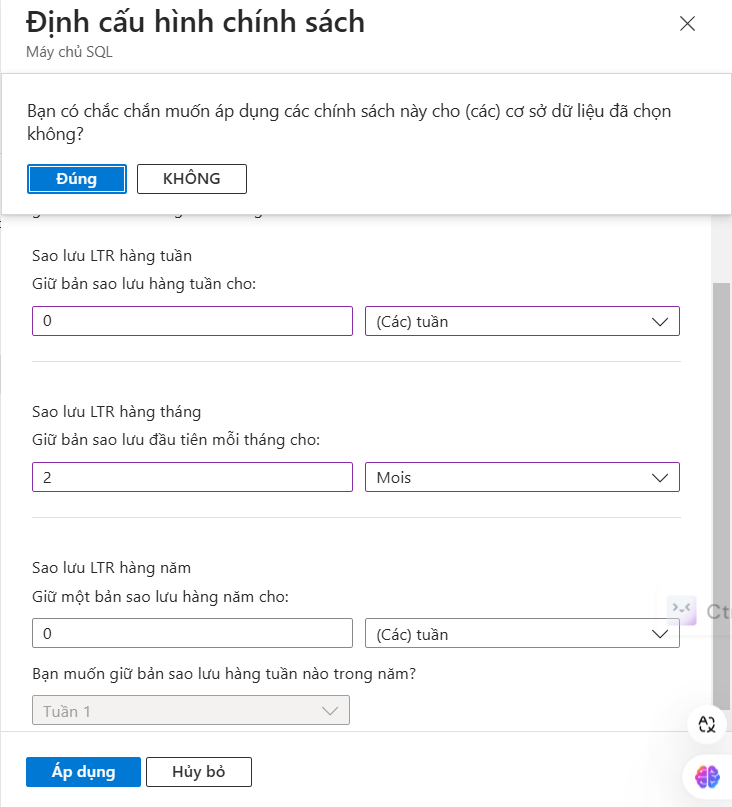 Định cấu hình chính sách
Máy chủ SQL
Bạn có chắc chắn muốn áp dụng các chính sách này cho (các) cơ sở dữ liệu đã chọn
không?
Đúng
KHÔNG
Sao lưu LTR hàng tuần
Giữ bản sao lưu hàng tuần cho:
0
(Các) tuần
Sao lưu LTR hàng tháng
Giữ bản sao lưu đầu tiên mỗi tháng cho:
2
Mois
Sao lưu LTR hàng năm
Giữ một bản sao lưu hàng năm cho:
0
(Các) tuần
Bạn muốn giữ bản sao lưu hàng tuần nào trong năm?
Tuần 1
Áp dụng
Hủy bỏ